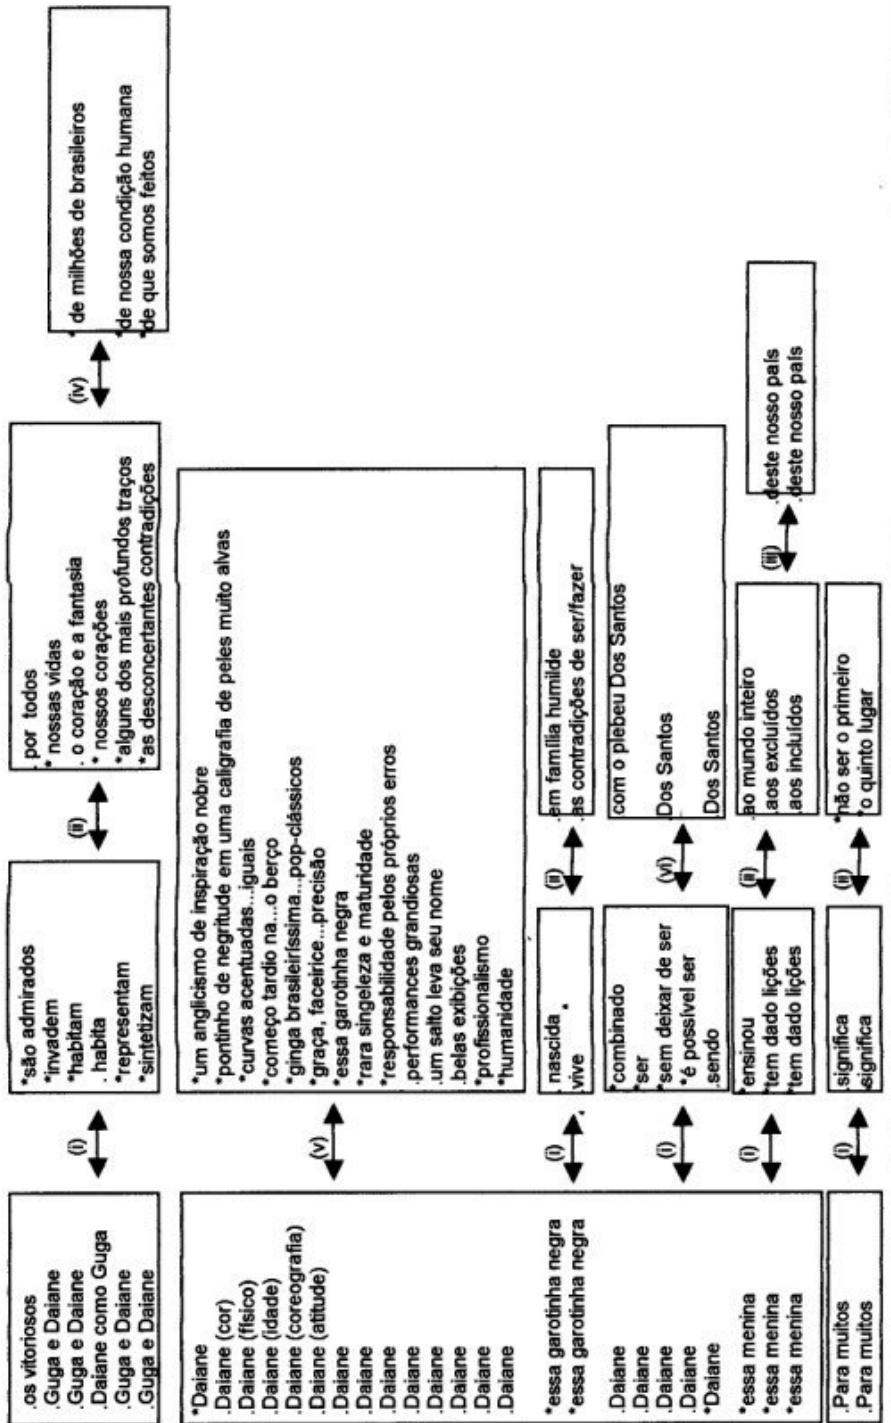 .os vitoriosos
.Guga e Daiane
.Guga e Daiane
.Daiane como Guga
.Guga e Daiane
.Guga e Daiane
(i)
*são admirados
*invadem
*habitam
. habita
*representam
*sintetizam
(ii)
. por todos
* nossas vidas
. o coração e a fantasia
* nossos corações
*alguns dos mais profundos traços
*as desconcertantes contradições
(iv)
* de milhões de brasileiros
*de nossa condição humana
*de que somos feitos
*Daiane
.Daiane (cor)
.Daiane (físico)
.Daiane (idade)
.Daiane (coreografia)
.Daiane (atitude)
.Daiane
.Daiane
.Daiane
.Daiane
.Daiane
.Daiane
.Daiane
.Daiane
(v)
*um anglicismo de inspiração nobre
*pontinho de negritude em uma caligrafia de peles muito alvas
*curvas acentuadas...iguais
*começo tardio na...o berço
*ginga brasileiríssima...pop-clássicos
*graça, faceirice...precisão
*essa garotinha negra
*rara singeleza e maturidade
*responsabilidade pelos próprios erros
.performances grandiosas
.um salto leva seu nome
.belas exibições
*profissionalismo
*humanidade
*essa garotinha negra
*essa garotinha negra
(i)
. nascida
.vive
(ii)
.em família humilde
.as contradições de ser/fazer
.Daiane
.Daiane
.Daiane
.Daiane
*Daiane
(i)
*combinado
*ser
*sem deixar de ser
*é possível ser
.sendo
(vi)
com o plebeu Dos Santos
.Dos Santos
.Dos Santos
*essa menina
*essa menina
*essa menina
(i)
*ensinou
*tem dado lições
*tem dado lições
(ii)
.ao mundo inteiro
.aos excluídos
.aos incluídos
(iii)
.deste nosso país
.deste nosso país
.Para muitos
.Para muitos
(i)
.significa
.significa
(ii)
*não ser o primeiro
*o quinto lugar